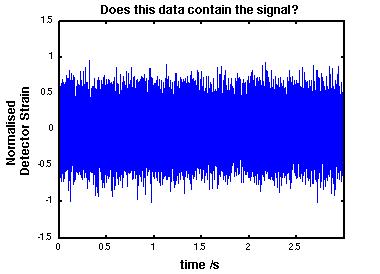 Does this data contain the signal?
1.5
1
0.5
0
-0.5
-1
-1.5
Normalised
Detector Strain
0 0.5 1 1.5 2 2.5
time /s